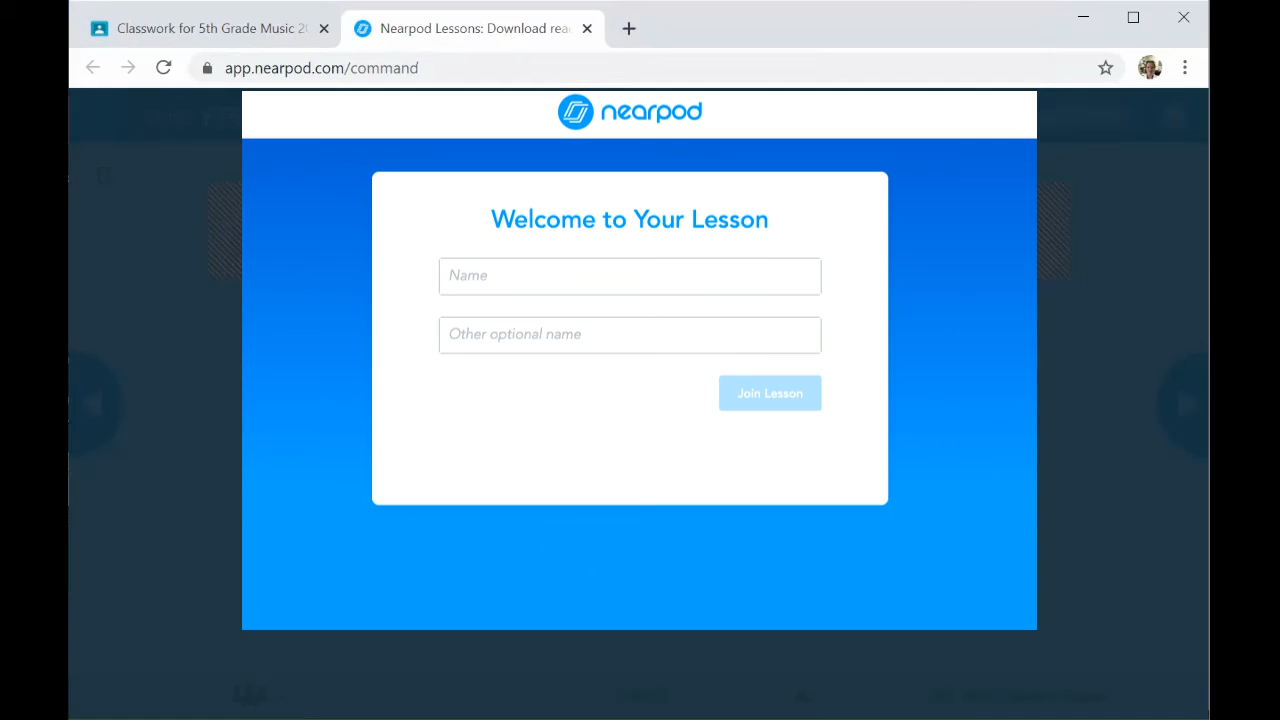 Classwork for 5th Grade Music 20
Nearpod Lessons: Download rea
app.nearpod.com/command
nearpod
Welcome to Your Lesson
Name
Other optional name
Join Lesson